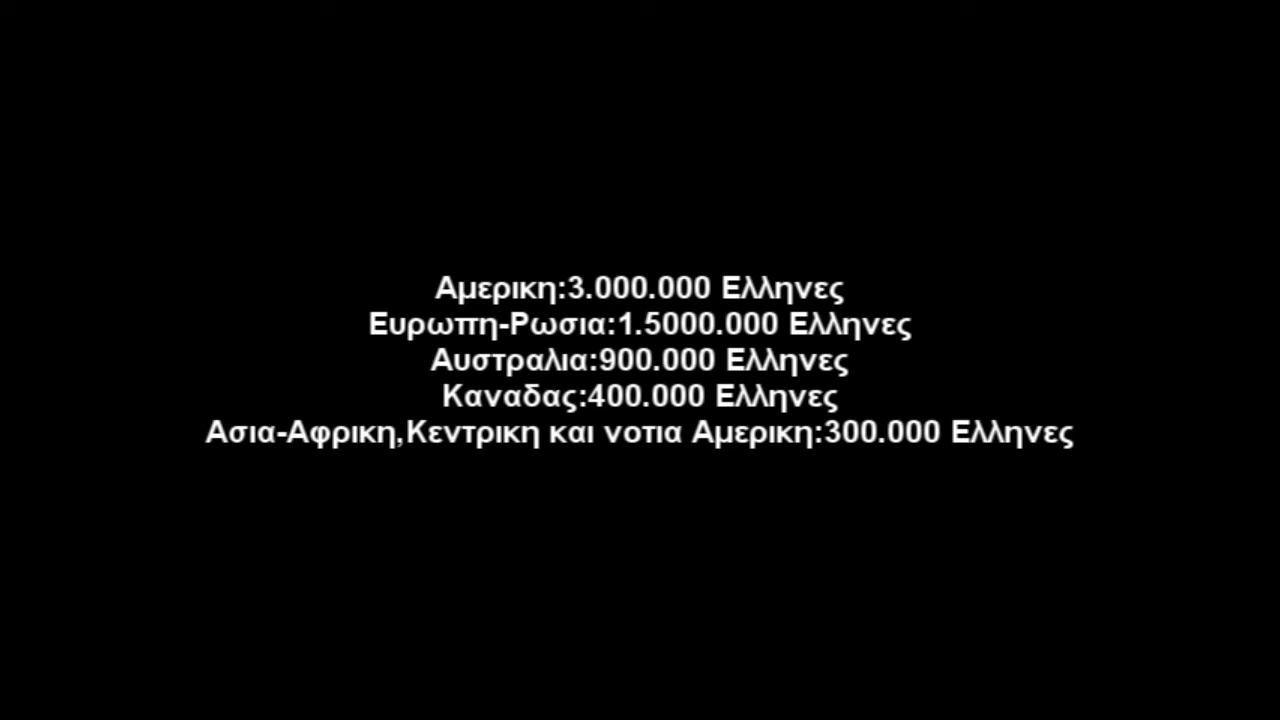 Αμερικη:3.000.000 Ελληνες
Ευρωπη-Ρωσια:1.5000.000 Ελληνες
Αυστραλια:900.000 Ελληνες
Καναδας:400.000 Ελληνες
Ασια-Αφρικη,Κεντρικη και νοτια Αμερικη:300.000 Ελληνες